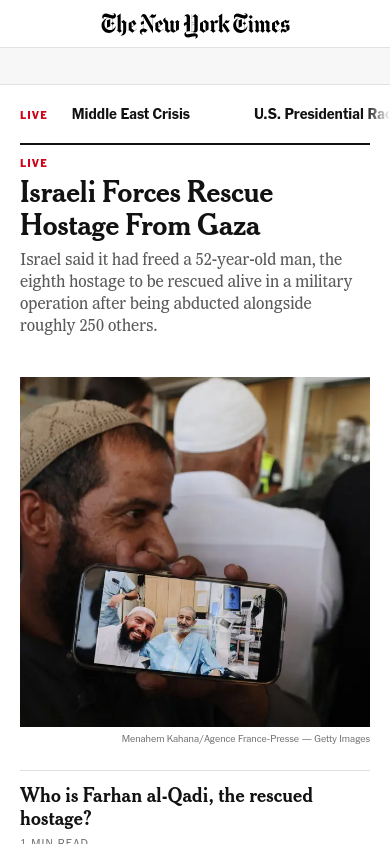 The New York Times
LIVE Middle East Crisis U.S. Presidential Rac
LIVE
Israeli Forces Rescue
Hostage From Gaza
Israel said it had freed a 52-year-old man, the
eighth hostage to be rescued alive in a military
operation after being abducted alongside
roughly 250 others.
Menahem Kahana/Agence France-Presse — Getty Images
Who is Farhan al-Qadi, the rescued
hostage?
1 MIN READ